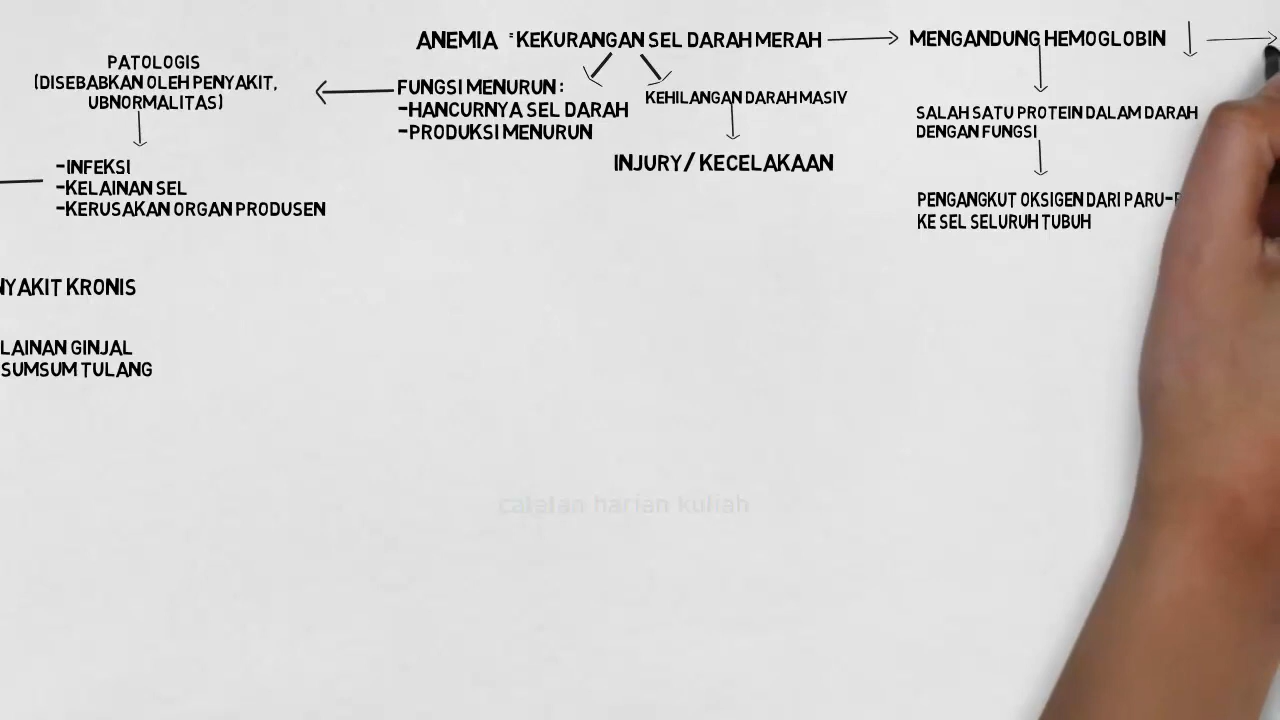 ANEMIA : KEKURANGAN SEL DARAH MERAH
MENGANDUNG HEMOGLOBIN
PATOLOGIS
(DISEBABKAN OLEH PENYAKIT,
UBNORMALITAS)
FUNGSI MENURUN :
-HANCURNYA SEL DARAH
-PRODUKSI MENURUN
KEHILANGAN DARAH MASIV
INJURY/ KECELAKAAN
SALAH SATU PROTEIN DALAM DARAH
DENGAN FUNGSI
PENGANGKUT OKSIGEN DARI PARU-
KE SEL SELURUH TUBUH
-INFEKSI
-KELAINAN SEL
-KERUSAKAN ORGAN PRODUSEN
KRONIS
GINJAL
SUMSUM TULANG
catatan harian kuliah